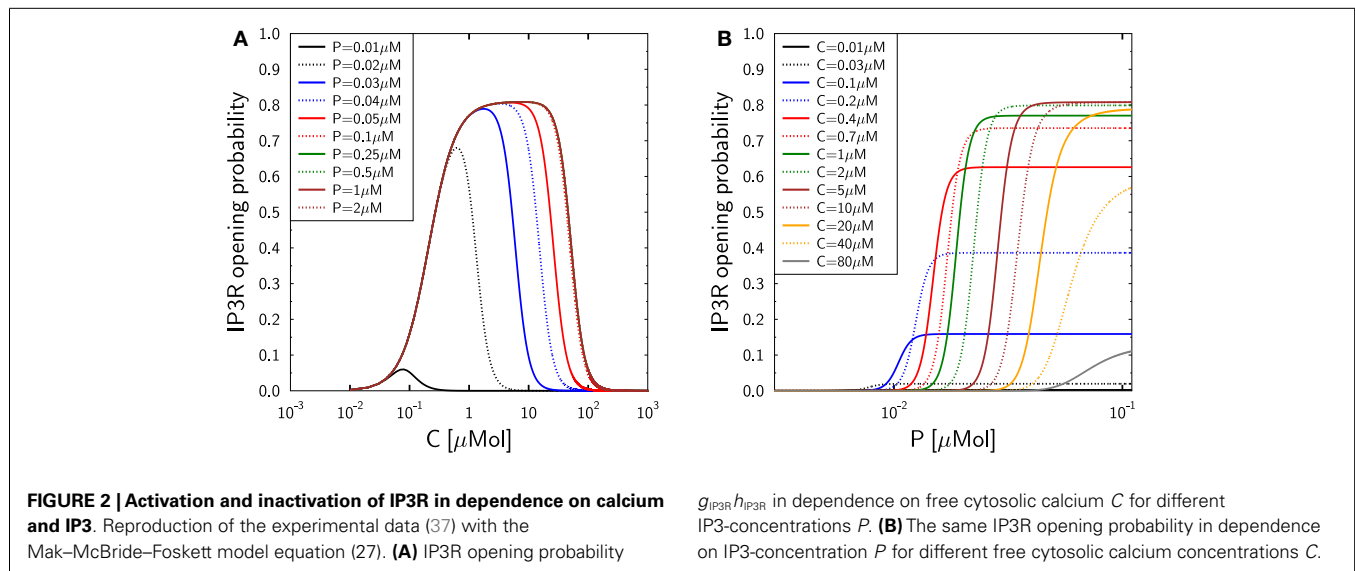 A
IP3R opening probability
1.0
0.9
0.8
0.7
0.6
0.5
0.4
0.3
0.2
0.1
0.0
P=0.01μM
P=0.02μM
P=0.03μM
P=0.04μM
P=0.05μM
P=0.1μM
P=0.25μM
P=0.5μM
P=1μM
P=2μM
10⁻³ 10⁻² 10⁻¹ 1 10 10² 10³
C [μMol]
B
IP3R opening probability
1.0
0.9
0.8
0.7
0.6
0.5
0.4
0.3
0.2
0.1
0.0
C=0.01μM
C=0.03μM
C=0.1μM
C=0.2μM
C=0.4μM
C=0.7μM
C=1μM
C=2μM
C=5μM
C=10μM
C=20μM
C=40μM
C=80μM
10⁻² 10⁻¹
P [μMol]
FIGURE 2 | Activation and inactivation of IP3R in dependence on calcium
and IP3. Reproduction of the experimental data (37) with the
Mak–McBride–Foskett model equation (27). (A) IP3R opening probability
g_IP3R h_IP3R in dependence on free cytosolic calcium C for different
IP3-concentrations P. (B) The same IP3R opening probability in dependence
on IP3-concentration P for different free cytosolic calcium concentrations C.